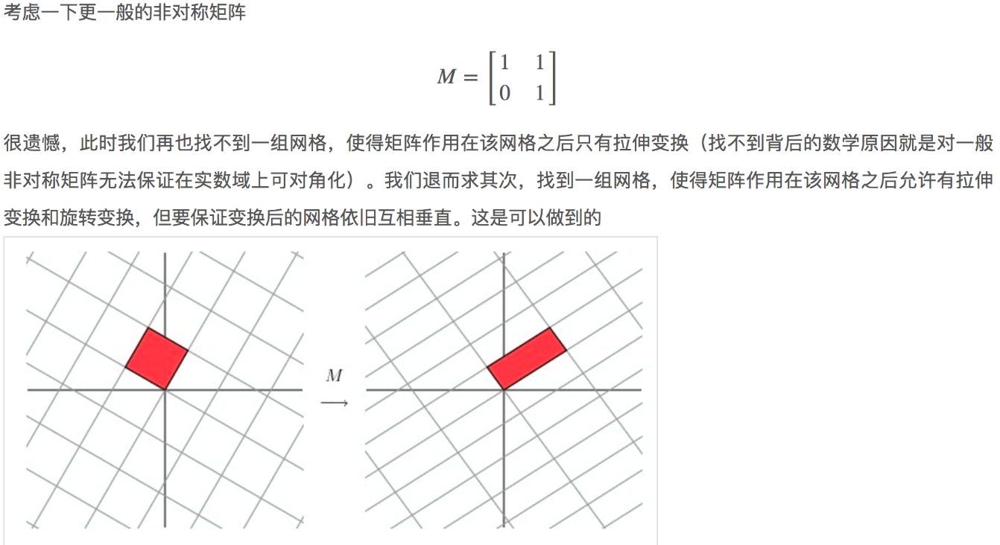 考虑一下更一般的非对称矩阵
M = [1 1
0 1]
很遗憾，此时我们再也找不到一组网格，使得矩阵作用在该网格之后只有拉伸变换（找不到背后的数学原因就是对一般
非对称矩阵无法保证在实数域上可对角化）。我们退而求其次，找到一组网格，使得矩阵作用在该网格之后允许有拉伸
变换和旋转变换，但要保证变换后的网格依旧互相垂直。这是可以做到的
M
⟶